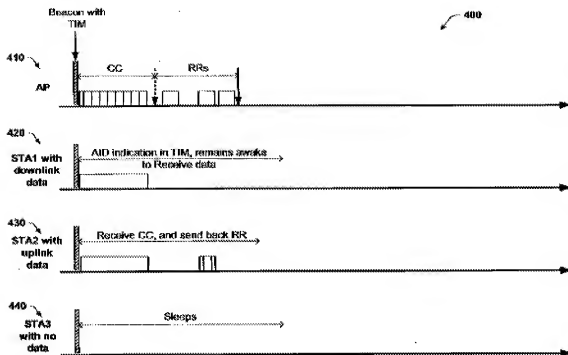 Beacon with
TIM
400
410
CC
RRs
AP
420
STA1 with
downlink
data
AID indication in TIM, remains awake
to Receive data
430
STA2 with
uplink
data
Receive CC, and send back RR
440
STA3
with no
data
Sleeps